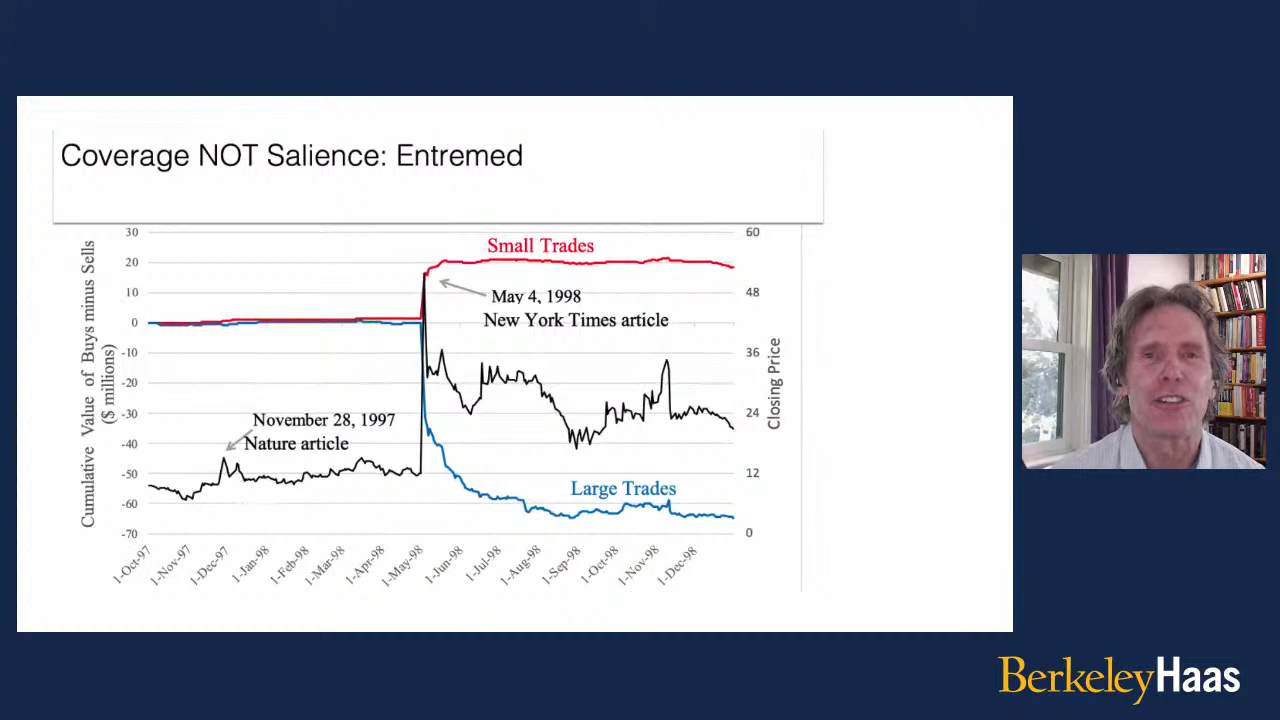 Coverage NOT Salience: Entremed
Cumulative Value of Buys minus Sells
($ millions)
30
20
10
0
-10
-20
-30
-40
-50
-60
-70
Small Trades
May 4, 1998
New York Times article
November 28, 1997
Nature article
Large Trades
60
48
36
24
12
0
Closing Price
1-Oct-97
1-Nov-97
1-Dec-97
1-Jan-98
1-Feb-98
1-Mar-98
1-Apr-98
1-May-98
1-Jun-98
1-Jul-98
1-Aug-98
1-Sep-98
1-Oct-98
1-Nov-98
1-Dec-98
BerkeleyHaas